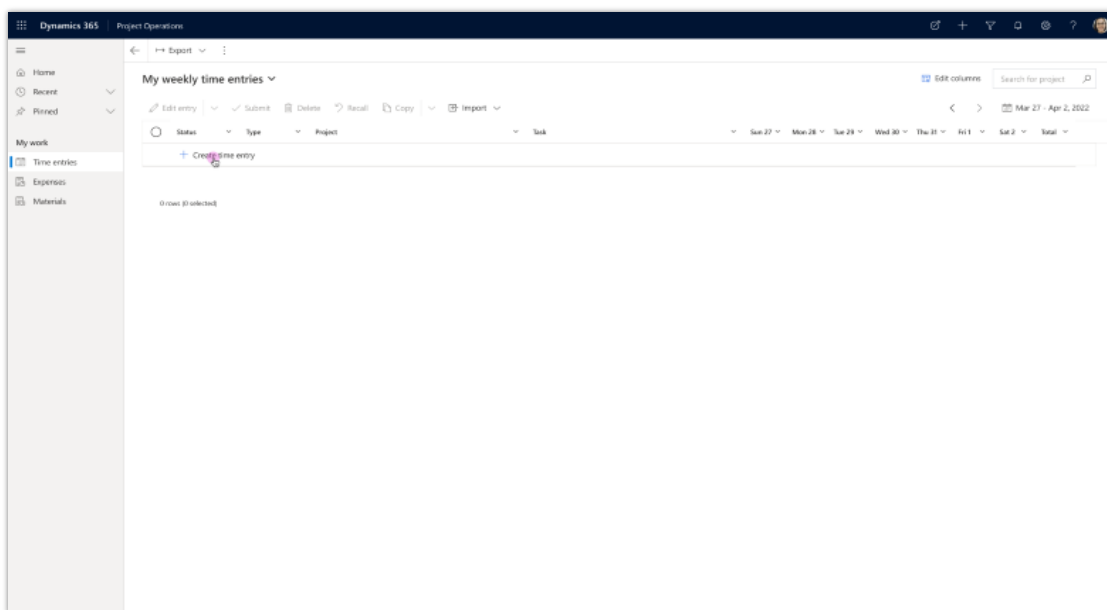 Dynamics 365 Project Operations ?
Export
Home
Recent
Pinned
My work
Time entries
Expenses
Materials
My weekly time entries
Edit columns
Search for project
Edit entry Submit Delete Recall Copy Import
Mar 27 - Apr 2, 2022
Status Type Project Task Sun 27 Mon 28 Tue 29 Wed 30 Thu 31 Fri 1 Sat 2 Total
Create time entry
0 rows (0 selected)